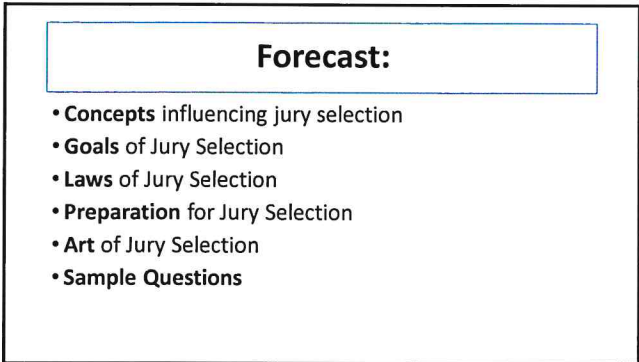 Forecast:
• Concepts influencing jury selection
• Goals of Jury Selection
• Laws of Jury Selection
• Preparation for Jury Selection
• Art of Jury Selection
• Sample Questions